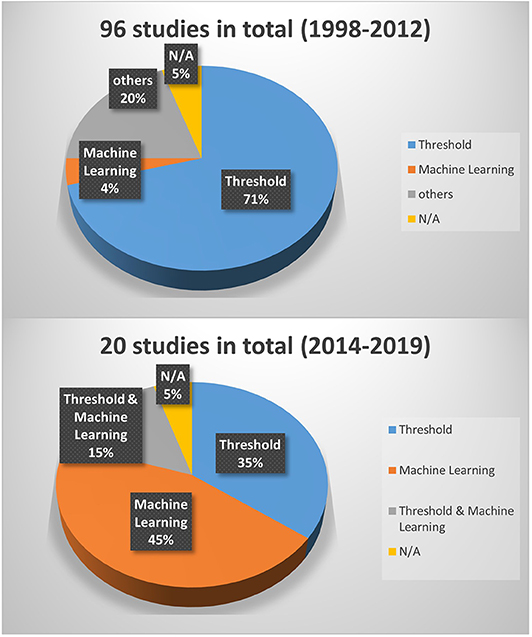 96 studies in total (1998-2012)
N/A
5%
others
20%
Machine
Learning
4%
Threshold
71%
Threshold
Machine Learning
others
N/A
20 studies in total (2014-2019)
N/A
5%
Threshold &
Machine
Learning
15%
Threshold
35%
Machine
Learning
45%
Threshold
Machine Learning
Threshold & Machine
Learning
N/A